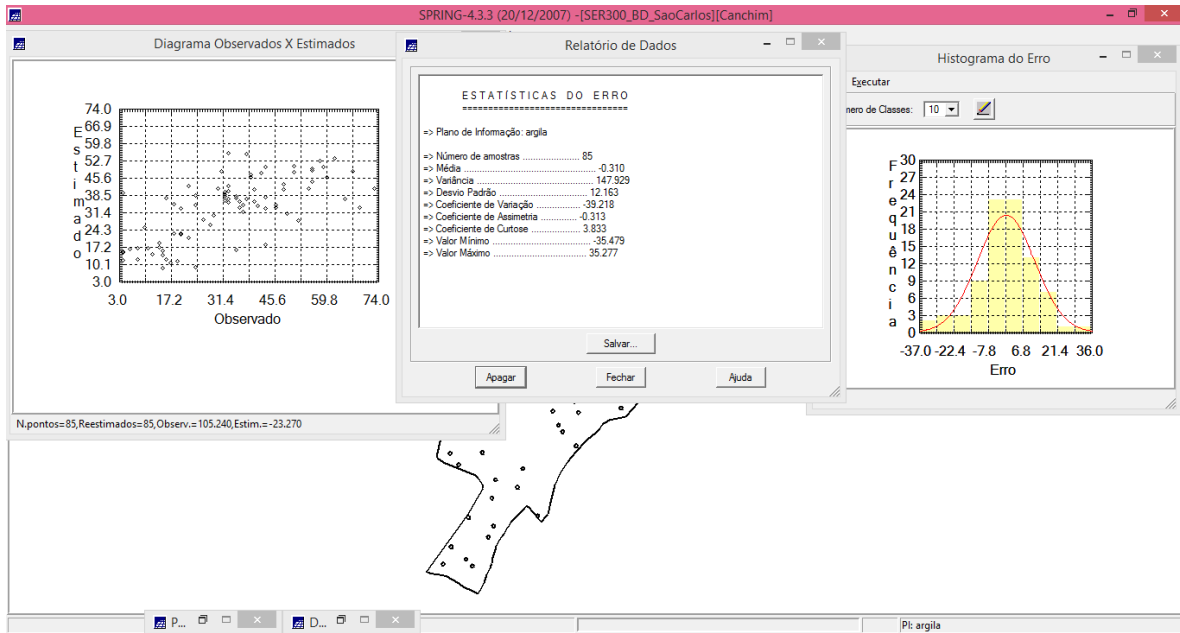 SPRING-4.3.3 (20/12/2007) -[SER300_BD_SaoCarlos][Canchim]
Diagrama Observados X Estimados
Estimado
74.0
66.9
59.8
52.7
45.6
38.5
31.4
24.3
17.2
10.1
3.0
3.0 17.2 31.4 45.6 59.8 74.0
Observado
N.pontos=85,Reestimados=85,Observ.=105.240,Estim.=-23.270
Relatório de Dados
ESTATÍSTICAS DO ERRO
==============================
=> Plano de Informação: argila
=> Número de amostras ................... 85
=> Média ................................................ -0.310
=> Variância ........................................ 147.929
=> Desvio Padrão .............................. 12.163
=> Coeficiente de Variação ............... -39.218
=> Coeficiente de Assimetria ............ -0.313
=> Coeficiente de Curtose ................ 3.833
=> Valor Mínimo .................................. -35.479
=> Valor Máximo ................................ 35.277
Salvar...
Apagar
Fechar
Ajuda
Histograma do Erro
Executar
nero de Classes: 10
Frequência
30
27
24
21
18
15
12
9
6
3
0
-37.0 -22.4 -7.8 6.8 21.4 36.0
Erro
P...
D...
PI: argila